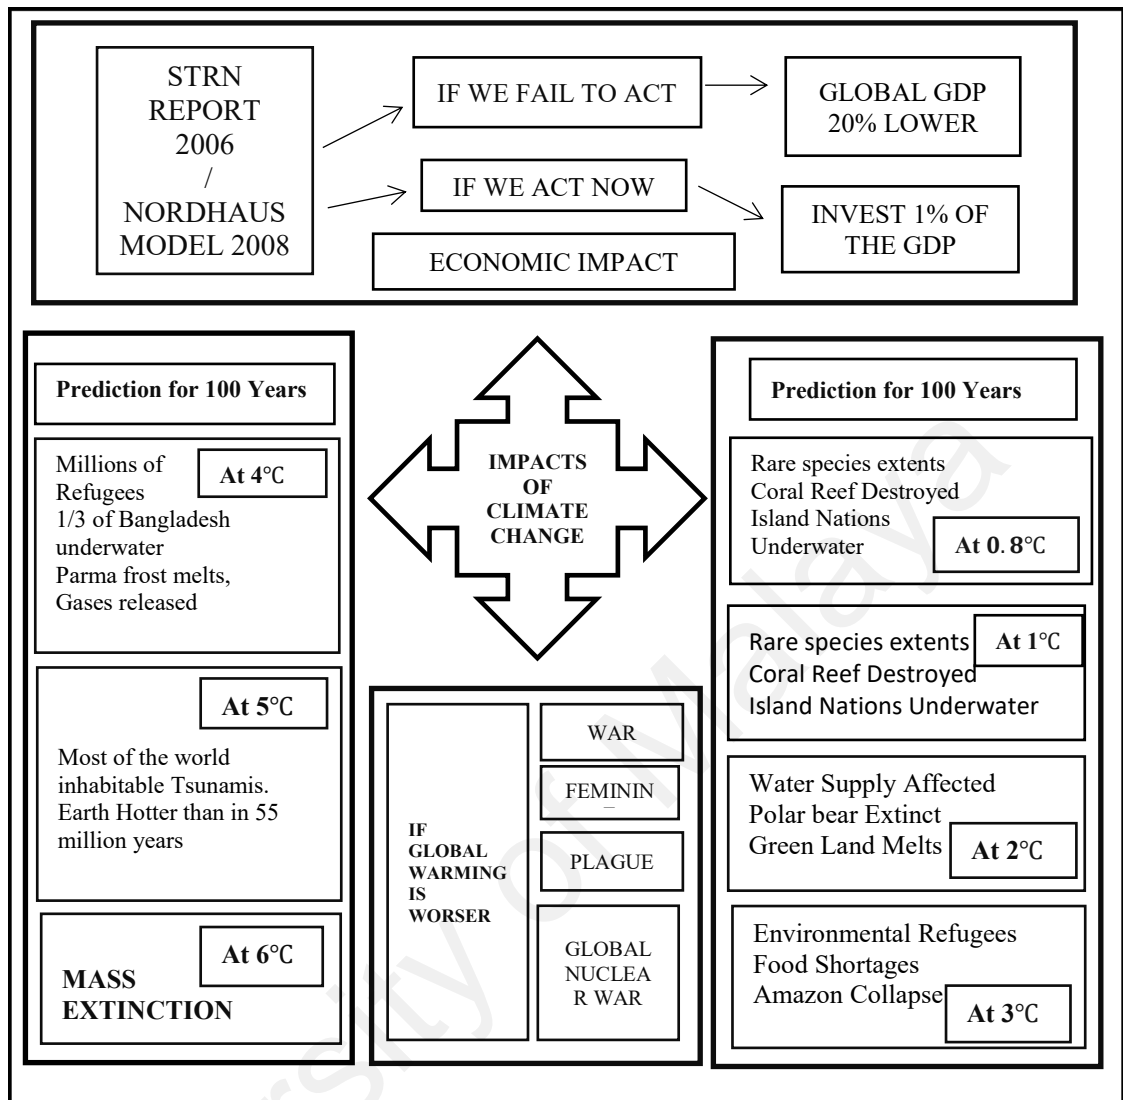 STRN
REPORT
2006
/
NORDHAUS
MODEL 2008
IF WE FAIL TO ACT
GLOBAL GDP
20% LOWER
IF WE ACT NOW
INVEST 1% OF
THE GDP
ECONOMIC IMPACT
Prediction for 100 Years
Millions of
Refugees
1/3 of Bangladesh
underwater
Parma frost melts,
Gases released
At 4°C
At 5°C
Most of the world
inhabitable Tsunamis.
Earth Hotter than in 55
million years
At 6°C
MASS
EXTINCTION
IMPACTS
OF
CLIMATE
CHANGE
IF
GLOBAL
WARMING
IS
WORSER
WAR
FEMININ
PLAGUE
GLOBAL
NUCLEA
R WAR
Prediction for 100 Years
Rare species extents
Coral Reef Destroyed
Island Nations
Underwater
At 0.8°C
Rare species extents
Coral Reef Destroyed
Island Nations Underwater
At 1°C
Water Supply Affected
Polar bear Extinct
Green Land Melts
At 2°C
Environmental Refugees
Food Shortages
Amazon Collapse
At 3°C
of Malaya